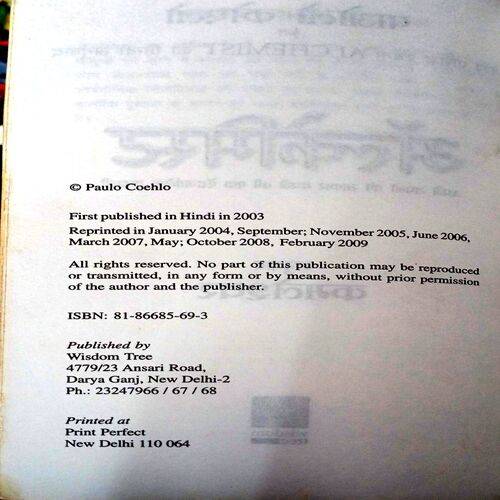 © Paulo Coehlo
First published in Hindi in 2003
Reprinted in January 2004, September; November 2005, June 2006,
March 2007, May; October 2008, February 2009
All rights reserved. No part of this publication may be reproduced
or transmitted, in any form or by means, without prior permission
of the author and the publisher.
ISBN: 81-86685-69-3
Published by
Wisdom Tree
4779/23 Ansari Road,
Darya Ganj, New Delhi-2
Ph.: 23247966 / 67 / 68
Printed at
Print Perfect
New Delhi 110 064